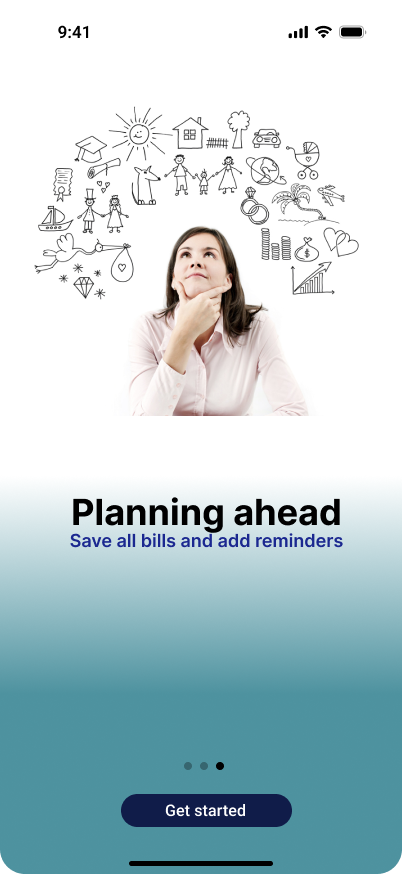 9:41
Planning ahead
Save all bills and add reminders
Get started